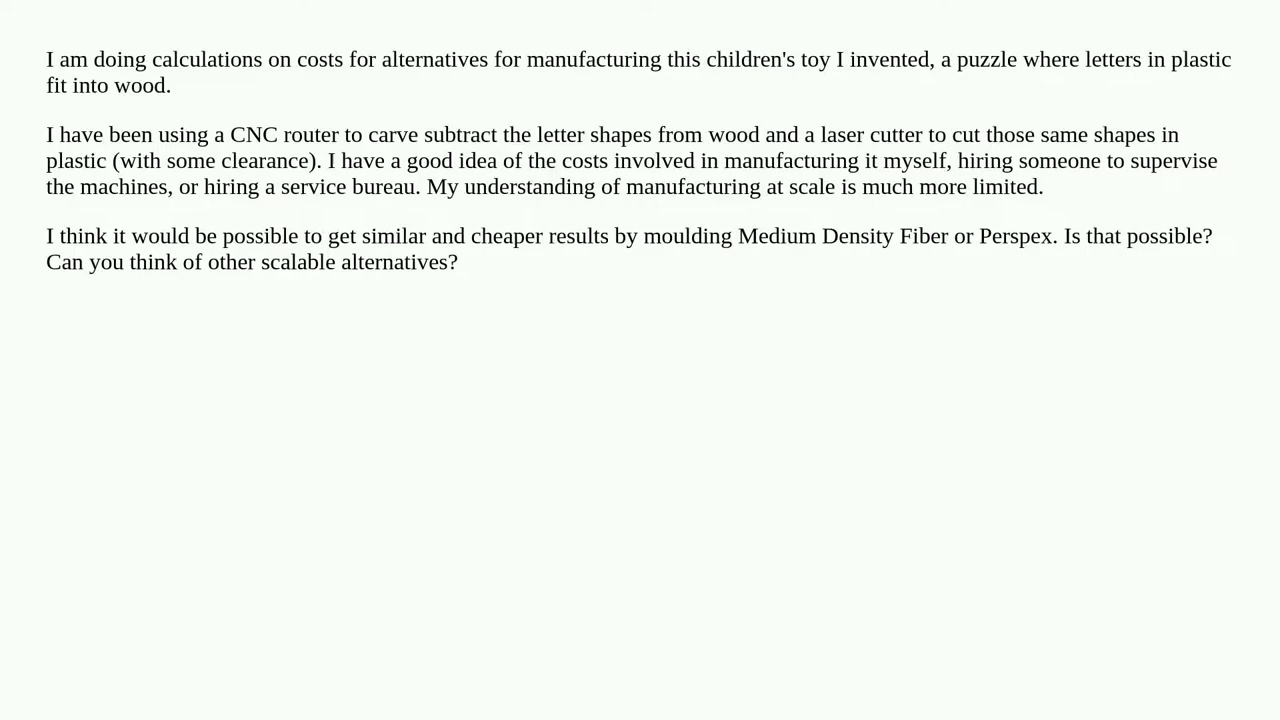 I am doing calculations on costs for alternatives for manufacturing this children's toy I invented, a puzzle where letters in plastic
fit into wood.
I have been using a CNC router to carve subtract the letter shapes from wood and a laser cutter to cut those same shapes in
plastic (with some clearance). I have a good idea of the costs involved in manufacturing it myself, hiring someone to supervise
the machines, or hiring a service bureau. My understanding of manufacturing at scale is much more limited.
I think it would be possible to get similar and cheaper results by moulding Medium Density Fiber or Perspex. Is that possible?
Can you think of other scalable alternatives?